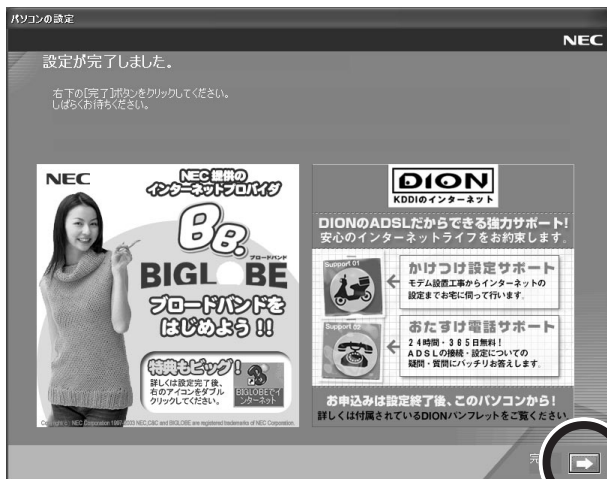 パソコンの設定
NEC
設定が完了しました。
右下の[完了]ボタンをクリックしてください。
しばらくお待ちください。
NEC
NEC 提供の
インターネットプロバイダ
BB.
ブロードバンド
BIGLOBE
ブロードバンドを
はじめよう!!
特典もビッグ!
詳しくは設定完了後、
右のアイコンをダブル
クリックしてください。
BIGLOBEでイ
ンターネット
Copyright(C) NEC Corporation 1997-2003 NEC,C&C and BIGLOBE are registered trademarks of NEC Corporation
DION
KDDIのインターネット
DIONのADSLだからできる強力サポート!
安心のインターネットライフをお約束します。
Support 01
かけつけ設定サポート
モデム設置工事からインターネットの
設定までお宅に伺って行います。
Support 02
おたすけ電話サポート
24時間・365日無料!
ADSLの接続・設定についての
疑問・質問にバッチリお答えします。
お申込みは設定終了後、このパソコンから!
詳しくは付属されているDIONパンフレットをご覧ください